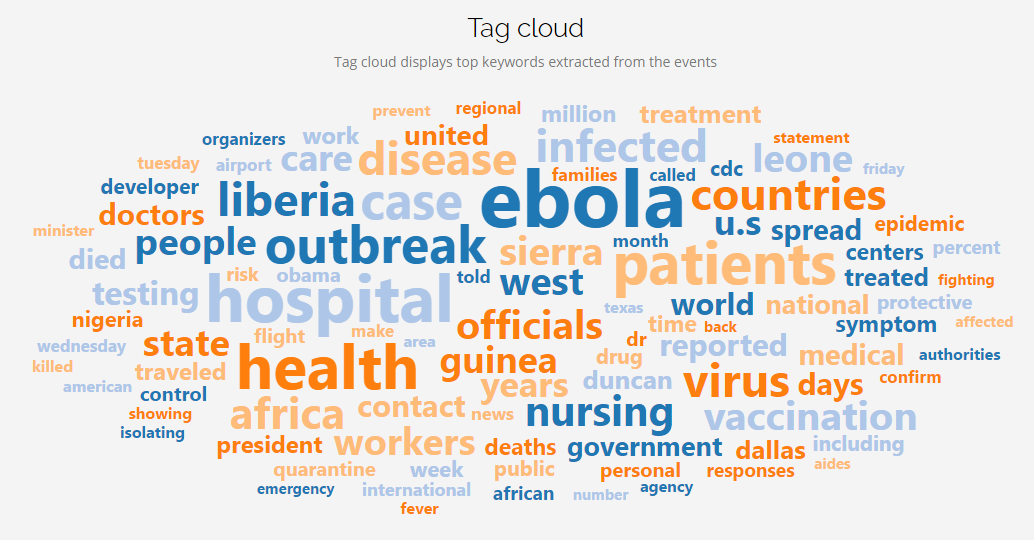 Tag cloud
Tag cloud displays top keywords extracted from the events
prevent regional million treatment
organizers work united infected statement
tuesday airport care disease families called cdc leone friday
developer liberia case ebola countries
minister doctors people outbreak sierra month u.s spread epidemic
died risk obama told west patients centers percent
testing hospital texas world treated fighting
nigeria flight make officials time back national protective
wednesday state area dr reported symptom affected
killed traveled health guinea drug medical authorities
american control years duncan virus days confirm
showing africa contact news nursing vaccination
isolating president workers deaths government dallas including
quarantine week public personal responses aides
emergency international african number agency
fever